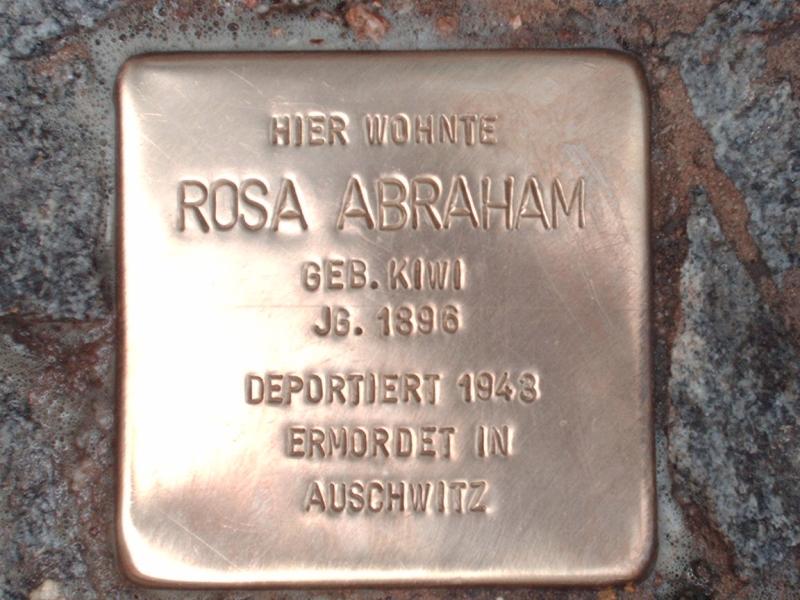 HIER WOHNTE
ROSA ABRAHAM
GEB. KIWI
JG. 1896
DEPORTIERT 1943
ERMORDET IN
AUSCHWITZ